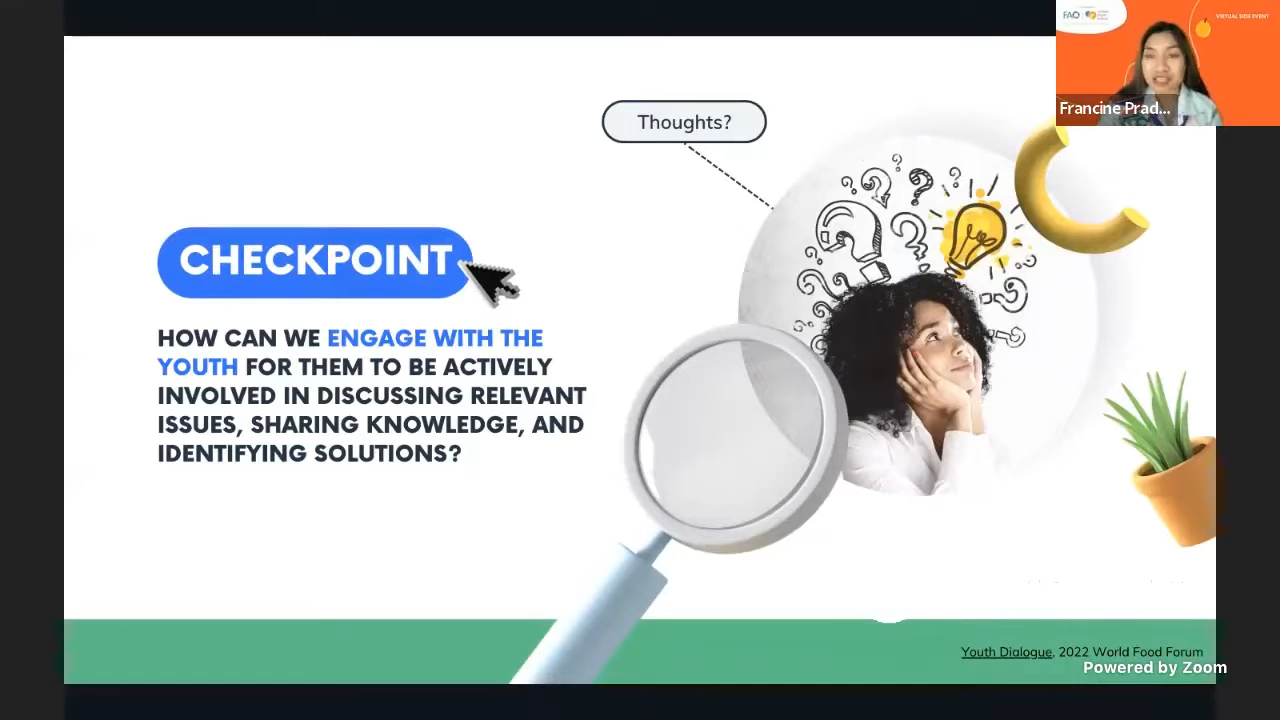 FAO
VIRTUAL SIDE EVENT
Francine Prad...
Thoughts?
CHECKPOINT
HOW CAN WE ENGAGE WITH THE
YOUTH FOR THEM TO BE ACTIVELY
INVOLVED IN DISCUSSING RELEVANT
ISSUES, SHARING KNOWLEDGE, AND
IDENTIFYING SOLUTIONS?
Youth Dialogue, 2022 World Food Forum
Powered by Zoom